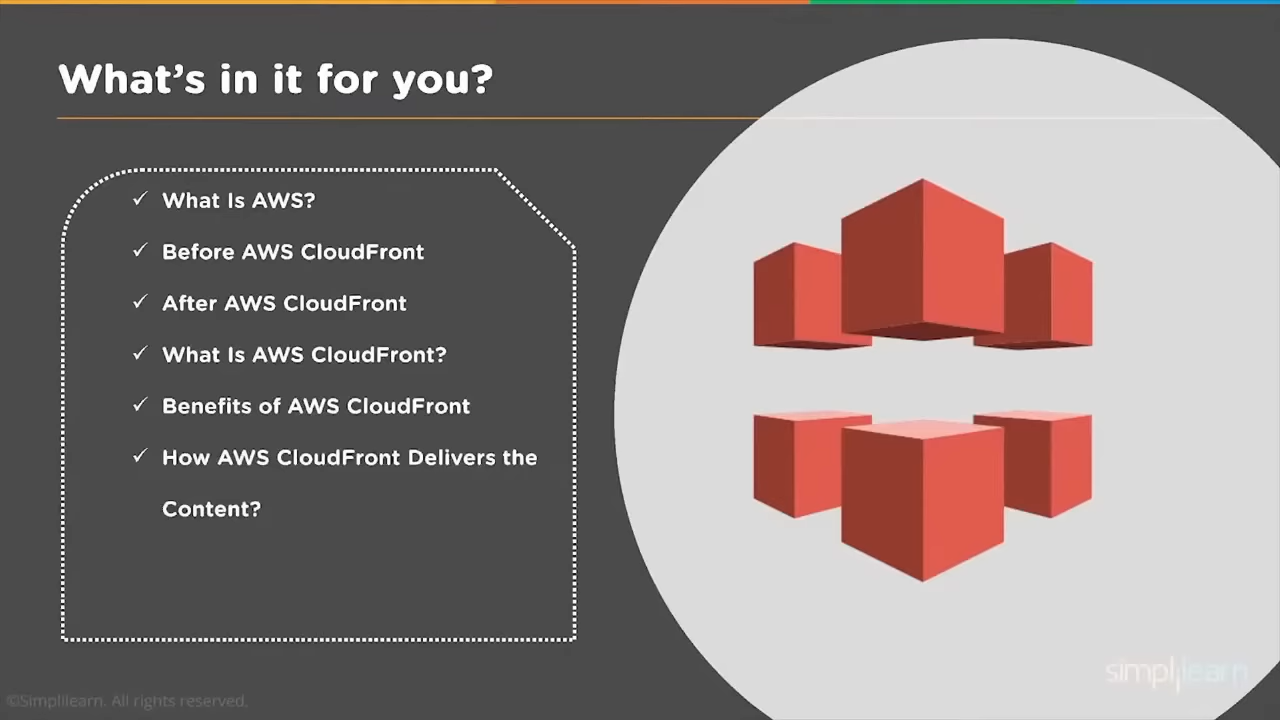 What's in it for you?
✓ What Is AWS?
✓ Before AWS CloudFront
✓ After AWS CloudFront
✓ What Is AWS CloudFront?
✓ Benefits of AWS CloudFront
✓ How AWS CloudFront Delivers the
Content?
simplilearn
©Simplilearn. All rights reserved.